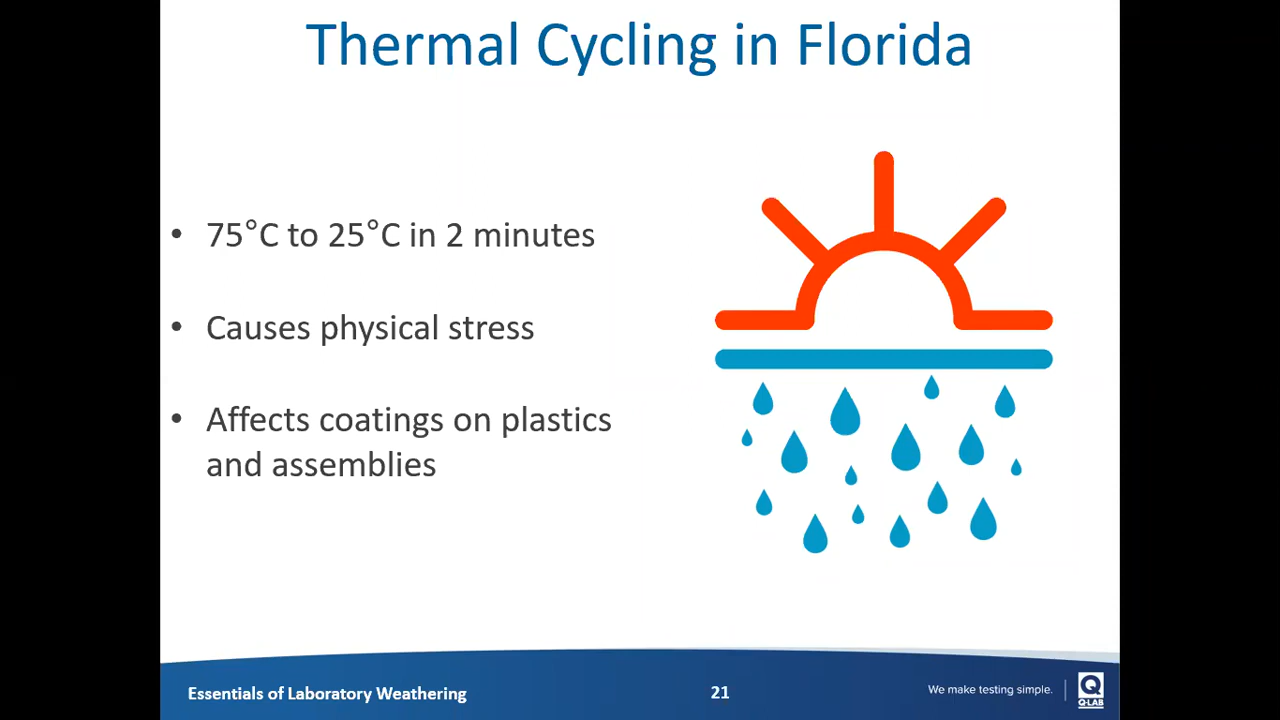 Thermal Cycling in Florida
• 75°C to 25°C in 2 minutes
• Causes physical stress
• Affects coatings on plastics
and assemblies
Essentials of Laboratory Weathering
21
We make testing simple.
Q-LAB